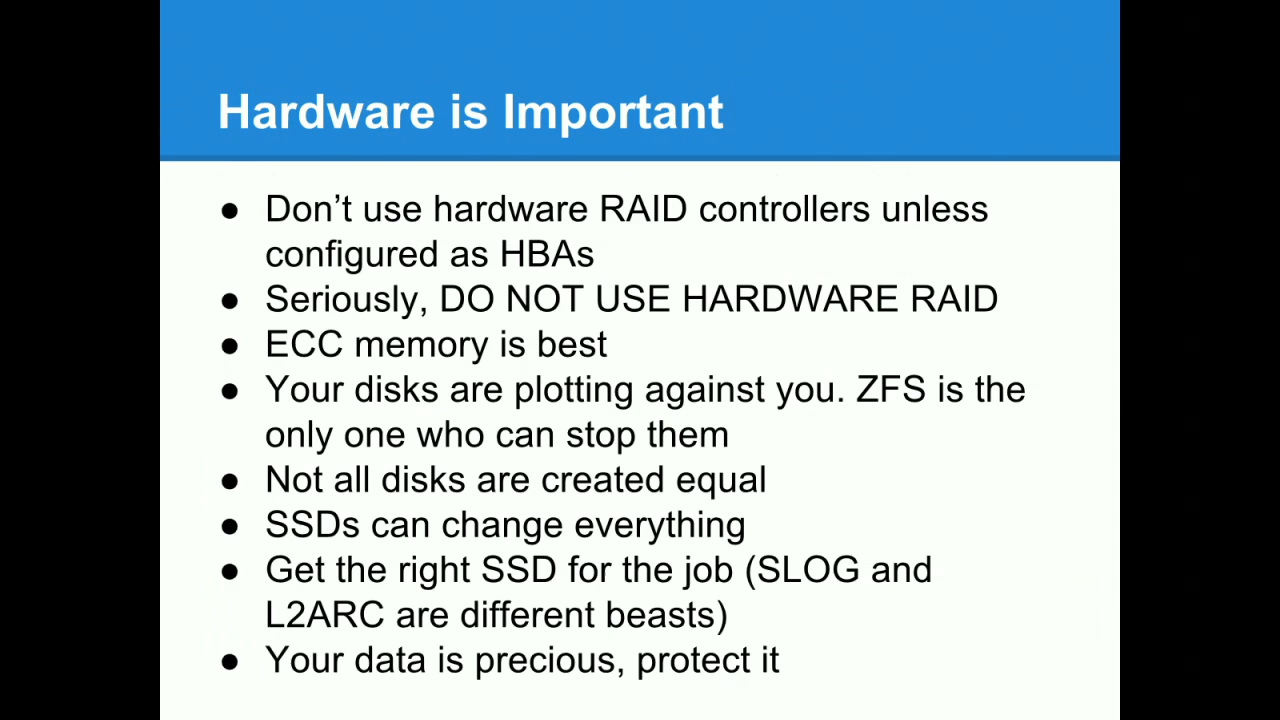 Hardware is Important
● Don’t use hardware RAID controllers unless
configured as HBAs
● Seriously, DO NOT USE HARDWARE RAID
● ECC memory is best
● Your disks are plotting against you. ZFS is the
only one who can stop them
● Not all disks are created equal
● SSDs can change everything
● Get the right SSD for the job (SLOG and
L2ARC are different beasts)
● Your data is precious, protect it